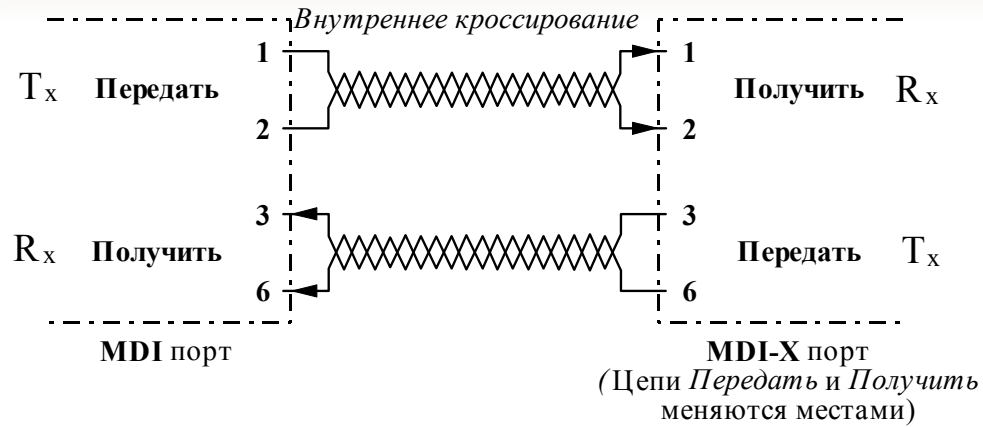 Внутреннее кроссирование
1 1
Tx Передать Получить Rx
2 2
3 3
Rx Получить Передать Tx
6 6
MDI порт MDI-X порт
(Цепи Передать и Получить
меняются местами)